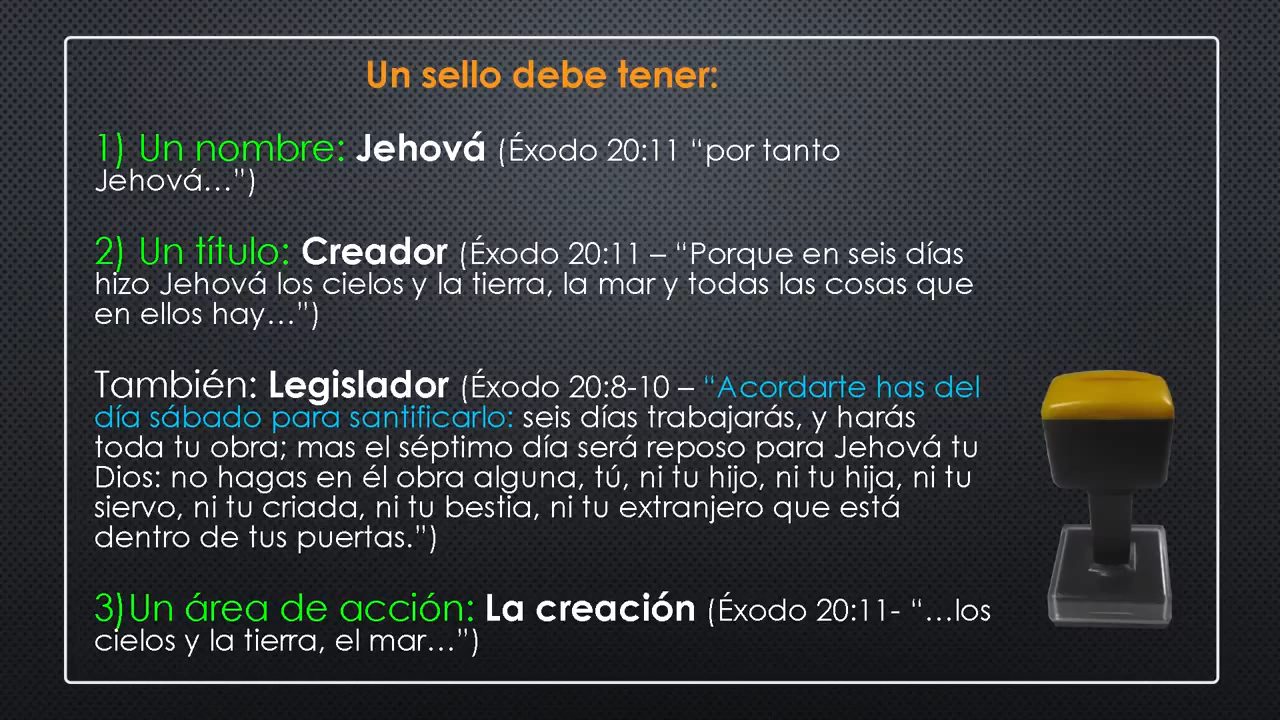 Un sello debe tener:
1) Un nombre: Jehová (Éxodo 20:11 “por tanto
Jehová…”)
2) Un título: Creador (Éxodo 20:11 – “Porque en seis días
hizo Jehová los cielos y la tierra, la mar y todas las cosas que
en ellos hay…”)
También: Legislador (Éxodo 20:8-10 – “Acordarte has del
día sábado para santificarlo: seis días trabajarás, y harás
toda tu obra; mas el séptimo día será reposo para Jehová tu
Dios: no hagas en él obra alguna, tú, ni tu hijo, ni tu hija, ni tu
siervo, ni tu criada, ni tu bestia, ni tu extranjero que está
dentro de tus puertas.”)
3)Un área de acción: La creación (Éxodo 20:11- “…los
cielos y la tierra, el mar…”)